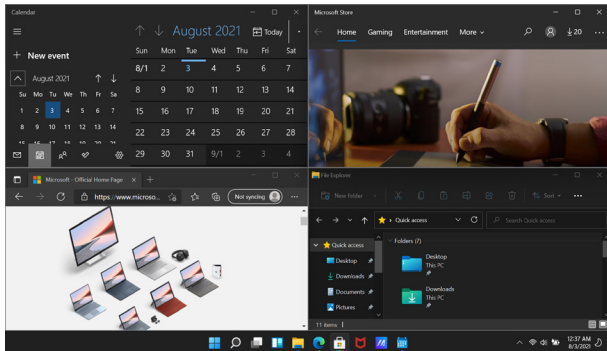 Calendar
August 2021
Today
New event
August 2021
Su Mo Tu We Th Fr Sa
1 2 3 4 5 6 7
8 9 10 11 12 13 14
Sun Mon Tue Wed Thu Fri Sat
8/1 2 3 4 5 6 7
8 9 10 11 12 13 14
15 16 17 18 19 20 21
22 23 24 25 26 27 28
29 30 31 9/1 2 3 4
Microsoft Store
Home Gaming Entertainment More
20
Microsoft - Official Home Page
https://www.microso...
Not syncing
File Explorer
New folder
Sort
Quick access
Search Quick access
Quick access
Desktop
Downloads
Documents
Pictures
Folders (7)
Desktop
This PC
Downloads
This PC
11 items
12:37 AM
8/3/2021